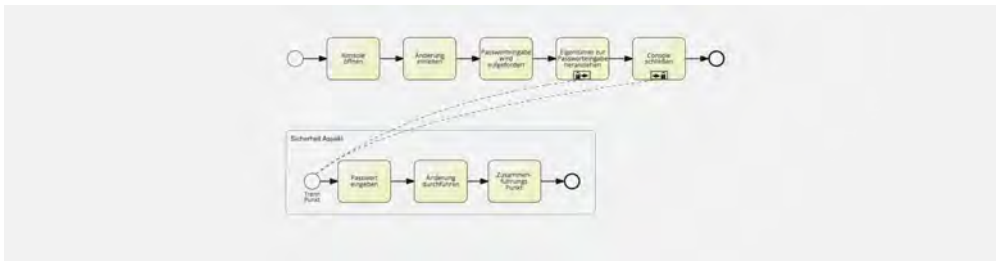 Konsole
öffnen
Änderung
einleiten
Passworteingabe
wird
aufgefordert
Eigentümer zur
Passworteingabe
heranziehen
Console
schließen
Sicherheit Aspekt
Trenn
Punkt
Passwort
eingeben
Änderung
durchführen
Zusammen-
führungs
Punkt